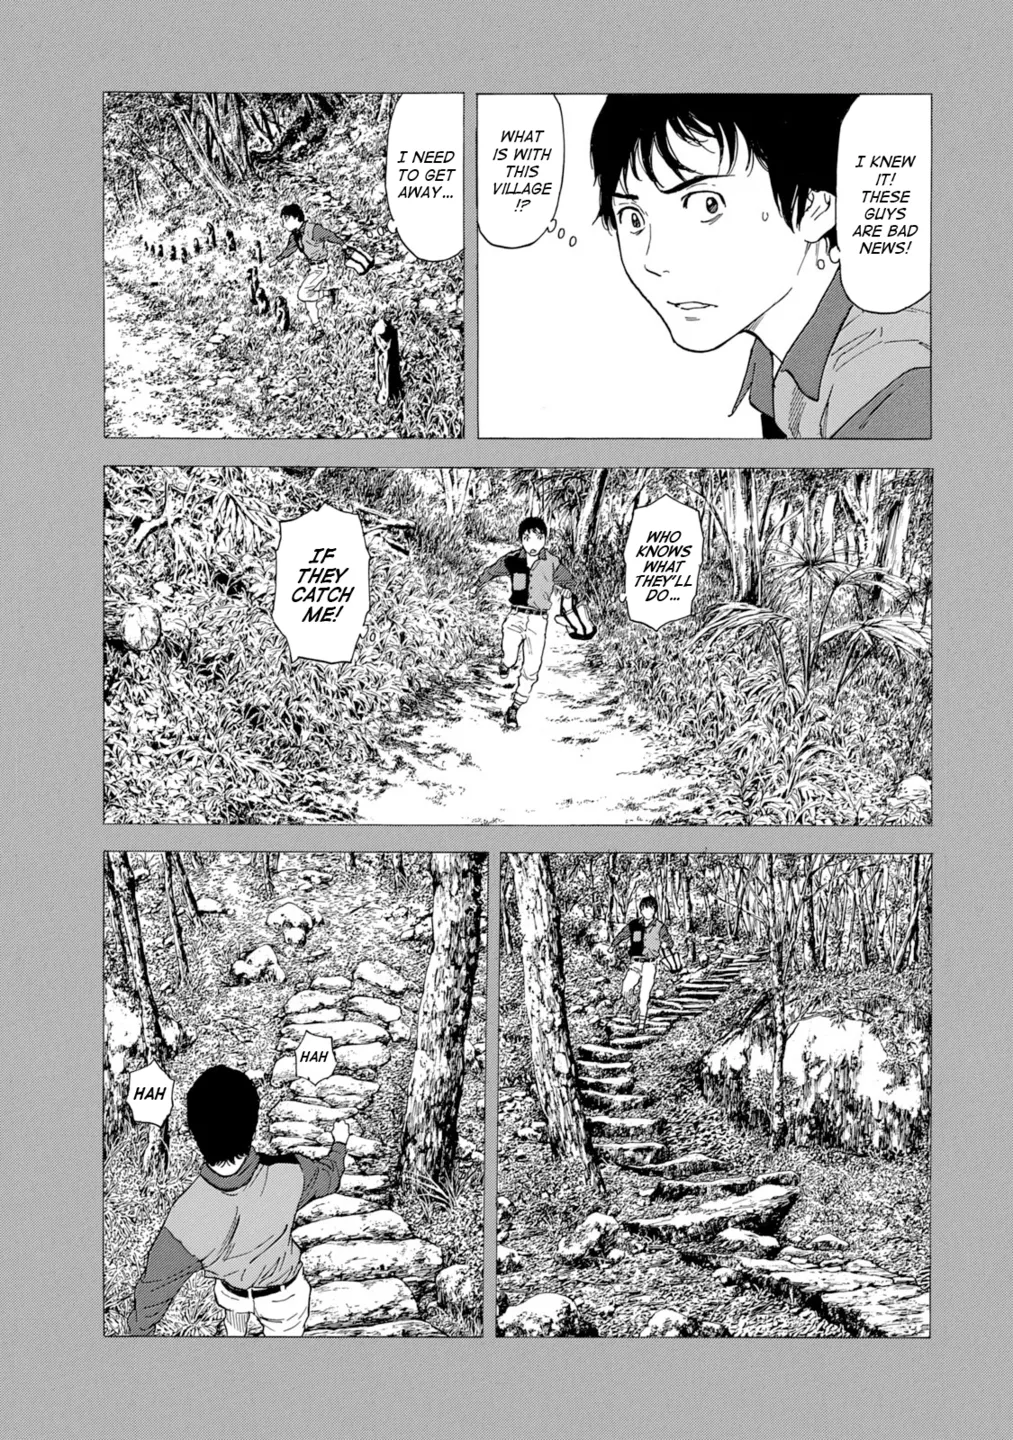 I KNEW
IT!
THESE
GUYS
ARE BAD
NEWS!
WHAT
IS WITH
THIS
VILLAGE
!?
I NEED
TO GET
AWAY...
WHO
KNOWS
WHAT
THEY'LL
DO...
IF
THEY
CATCH
ME!
HAH
HAH